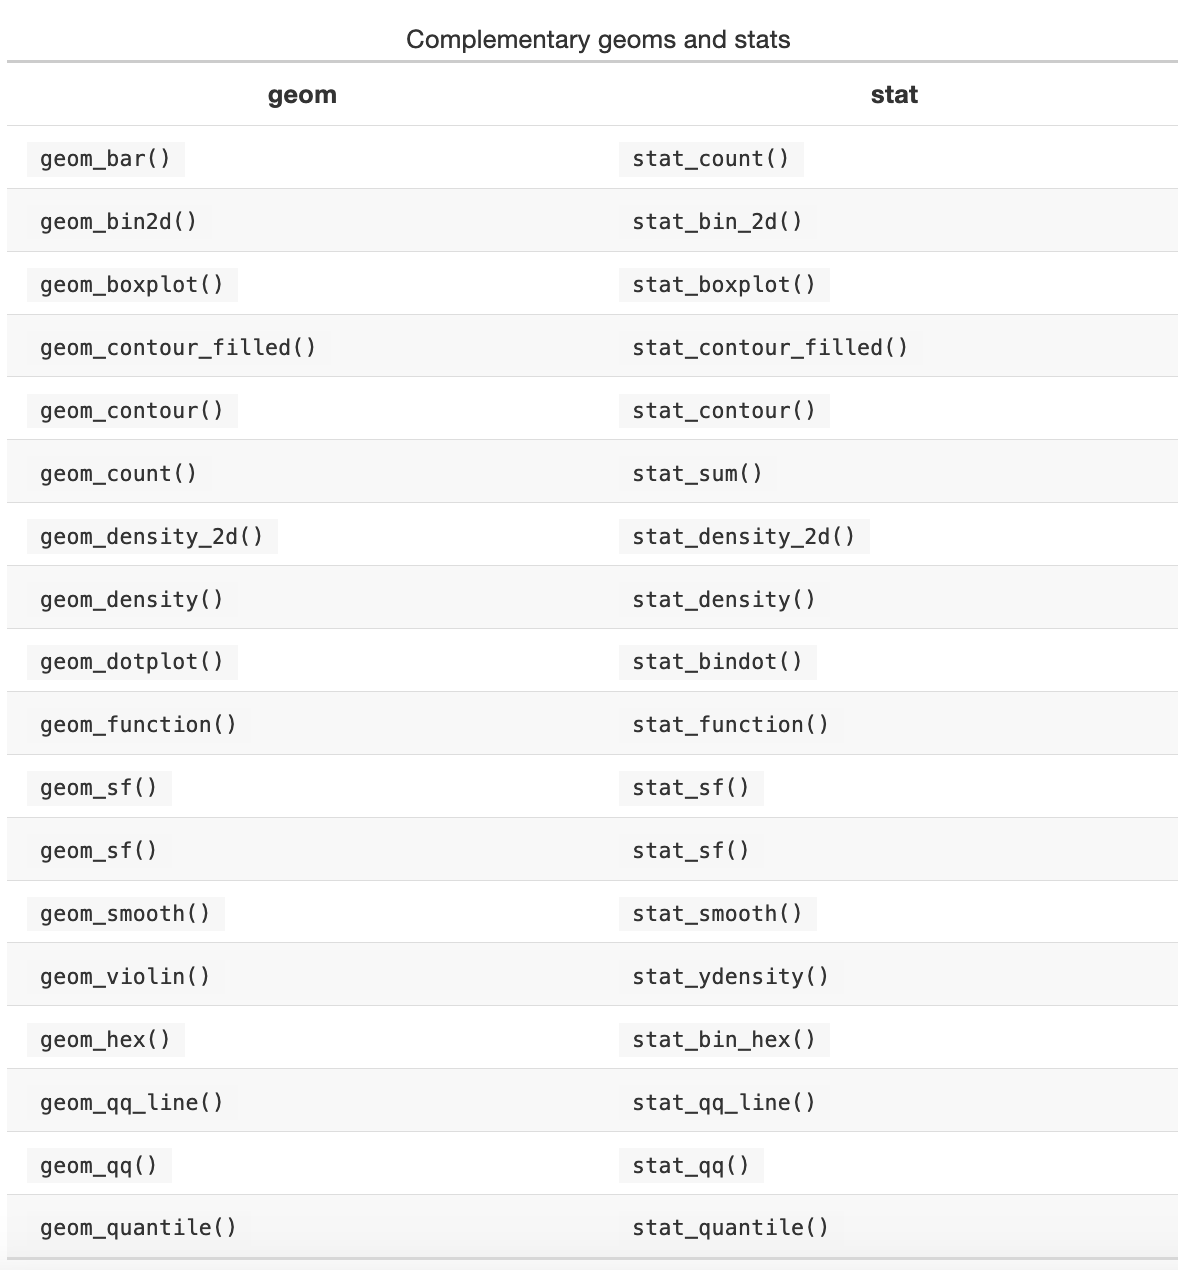 Complementary geoms and stats
geom stat
geom_bar() stat_count()
geom_bin2d() stat_bin_2d()
geom_boxplot() stat_boxplot()
geom_contour_filled() stat_contour_filled()
geom_contour() stat_contour()
geom_count() stat_sum()
geom_density_2d() stat_density_2d()
geom_density() stat_density()
geom_dotplot() stat_bindot()
geom_function() stat_function()
geom_sf() stat_sf()
geom_sf() stat_sf()
geom_smooth() stat_smooth()
geom_violin() stat_ydensity()
geom_hex() stat_bin_hex()
geom_qq_line() stat_qq_line()
geom_qq() stat_qq()
geom_quantile() stat_quantile()